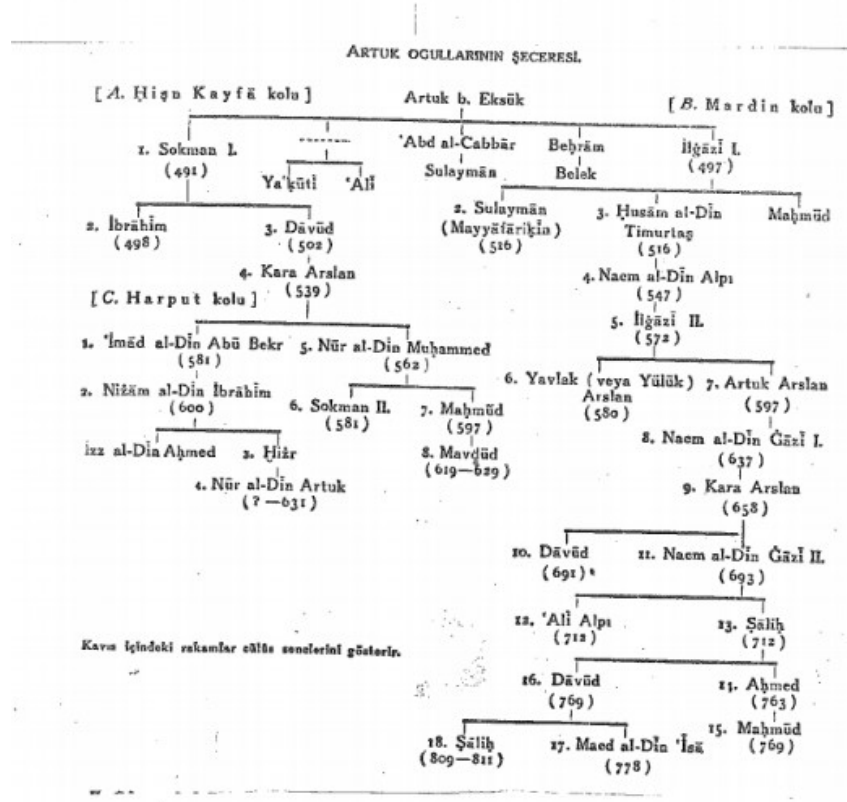 ARTUK OGULLARININ ŞECERESİ.
[ A. Ḥiṣn Kayfā kolu ]
Artuk b. Eksük
[ B. Mardin kolu ]
1. Sokman I.
(491)
Ya'ḳūtī
'Alī
'Abd al-Cabbār
Sulaymān
Behrām
Belek
İlġāzī I.
(497)
2. İbrāhīm
(498)
3. Dāvūd
(502)
2. Sulaymān
(Mayyāfāriḳīn)
(516)
3. Ḥusām al-Dīn
Timurtaş
(516)
Maḥmūd
4. Kara Arslan
(539)
4. Naem al-Dīn Alpı
(547)
[ C. Harput kolu ]
5. İlġāzī II.
(572)
1. 'İmād al-Dīn Abū Bekr
(581)
5. Nūr al-Dīn Muḥammed
(562)
6. Yavlak (veya Yülük)
Arslan
(580)
7. Artuk Arslan
(597)
2. Niẓām al-Dīn İbrāhīm
(600)
6. Sokman II.
(581)
7. Maḥmūd
(597)
8. Naem al-Dīn Ġāzī I.
(637)
İzz al-Dīn Aḥmed
3. Ḫiżr
8. Mavdūd
(619—629)
9. Kara Arslan
(658)
4. Nūr al-Dīn Artuk
(?—631)
10. Dāvūd
(691)
11. Naem al-Dīn Ġāzī II.
(693)
12. 'Alī Alpı
(712)
13. Ṣāliḥ
(712)
Kavıs içindeki rakamlar cülûs senelerini gösterir.
16. Dāvūd
(769)
14. Aḥmed
(763)
15. Maḥmūd
(769)
18. Ṣāliḥ
(809—811)
17. Maed al-Dīn 'Īsā
(778)